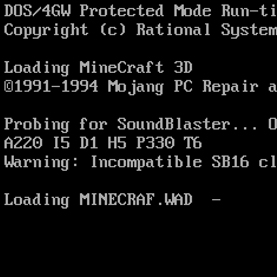 DOS/4GW Protected Mode Run-ti
Copyright (c) Rational System
Loading MineCraft 3D
©1991-1994 Mojang PC Repair a
Probing for SoundBlaster... O
A220 I5 D1 H5 P330 T6
Warning: Incompatible SB16 cl
Loading MINECRAF.WAD -